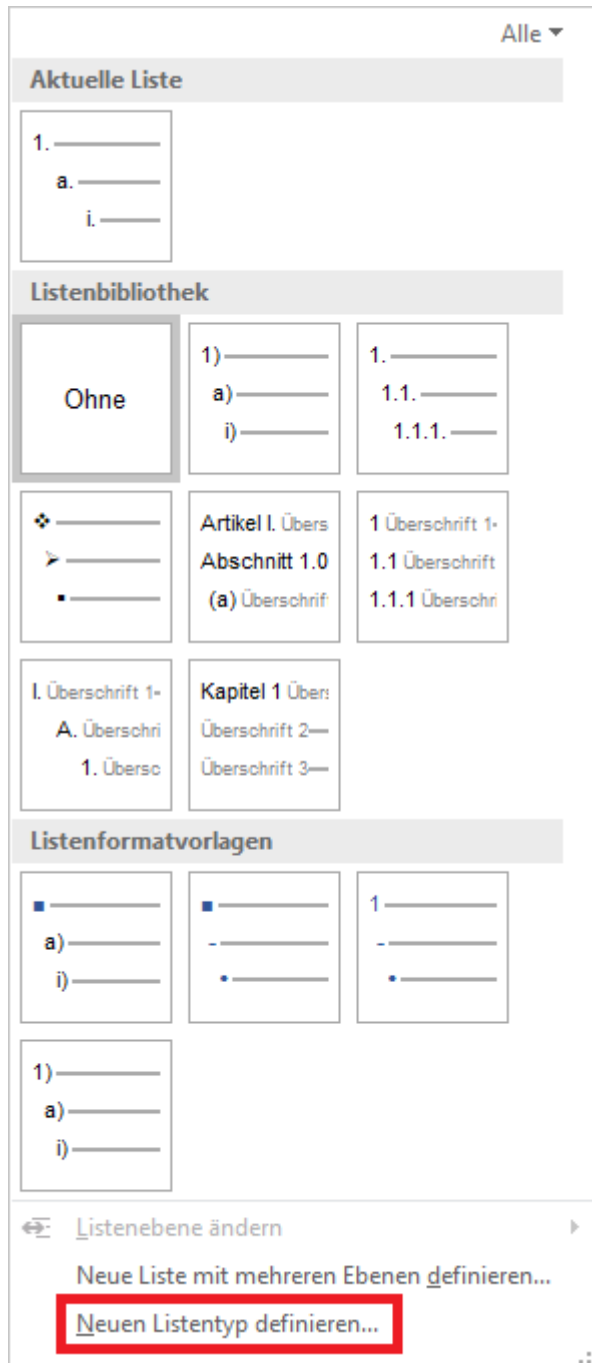 Alle
Aktuelle Liste
1.
a.
i.
Listenbibliothek
Ohne
1)
a)
i)
1.
1.1.
1.1.1.
Artikel I. Übers
Abschnitt 1.0
(a) Überschrif
1 Überschrift 1
1.1 Überschrift
1.1.1 Überschri
I. Überschrift 1
A. Überschri
1. Übersc
Kapitel 1 Übers
Überschrift 2
Überschrift 3
Listenformatvorlagen
a)
i)
1
1)
a)
i)
Listenebene ändern
Neue Liste mit mehreren Ebenen definieren...
Neuen Listentyp definieren...